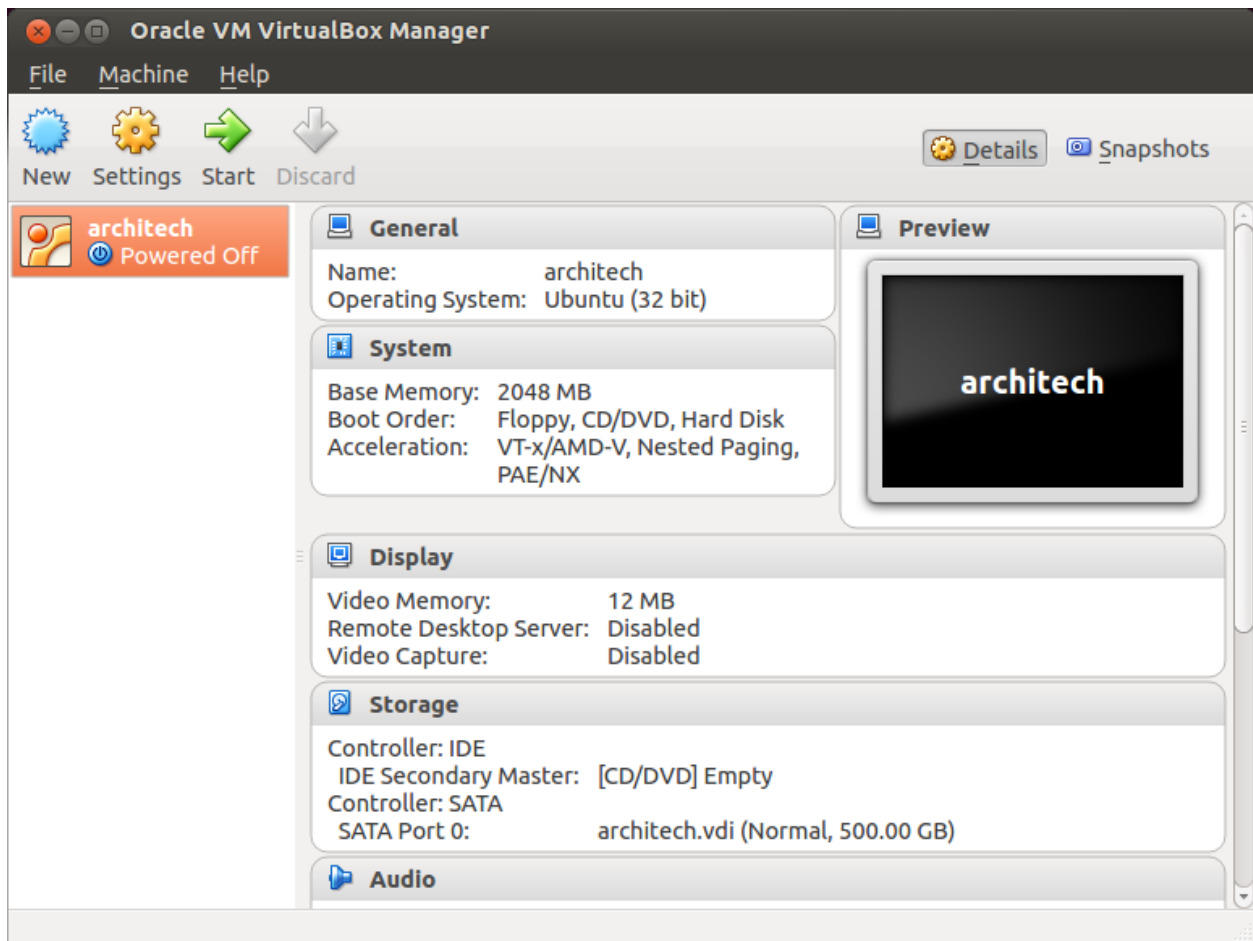 Oracle VM VirtualBox Manager
File Machine Help
New Settings Start Discard
Details Snapshots
architech
Powered Off
General
Name: architech
Operating System: Ubuntu (32 bit)
System
Base Memory: 2048 MB
Boot Order: Floppy, CD/DVD, Hard Disk
Acceleration: VT-x/AMD-V, Nested Paging,
PAE/NX
Preview
architech
Display
Video Memory: 12 MB
Remote Desktop Server: Disabled
Video Capture: Disabled
Storage
Controller: IDE
IDE Secondary Master: [CD/DVD] Empty
Controller: SATA
SATA Port 0: architech.vdi (Normal, 500.00 GB)
Audio